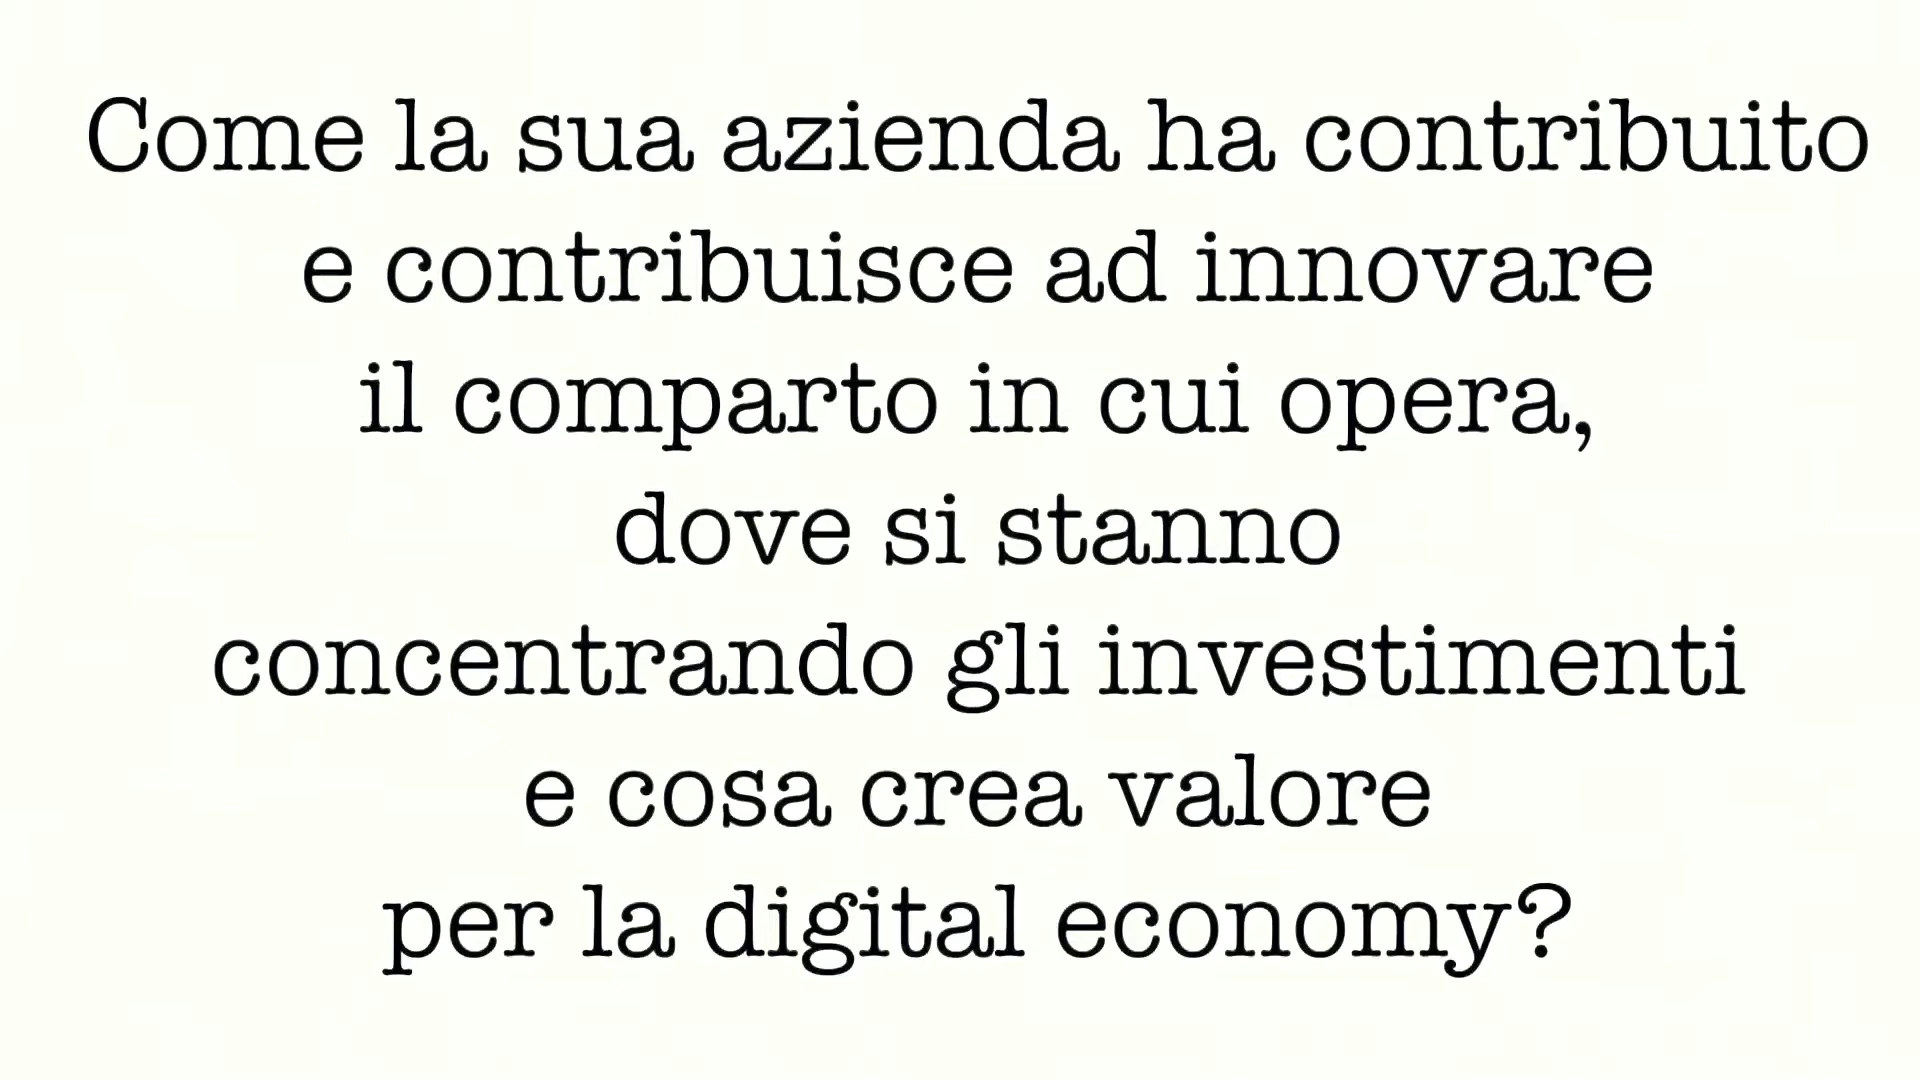 Come la sua azienda ha contribuito
e contribuisce ad innovare
il comparto in cui opera,
dove si stanno
concentrando gli investimenti
e cosa crea valore
per la digital economy?